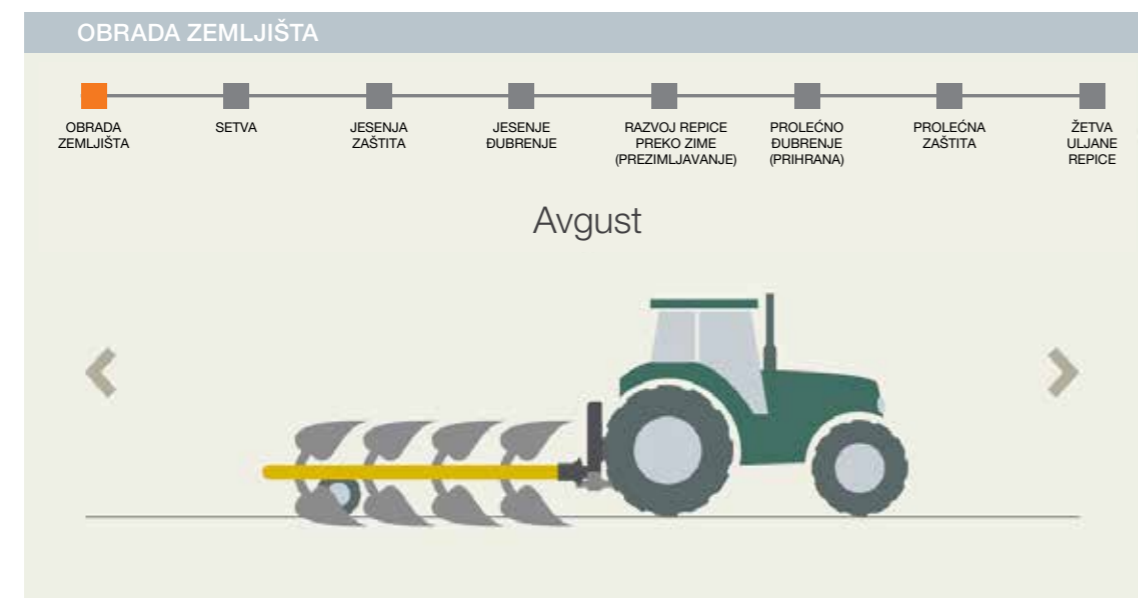 OBRADA ZEMLJIŠTA
OBRADA
ZEMLJIŠTA
SETVA
JESENJA
ZAŠTITA
JESENJE
ĐUBRENJE
RAZVOJ REPICE
PREKO ZIME
(PREZIMLJAVANJE)
PROLEĆNO
ĐUBRENJE
(PRIHRANA)
PROLEĆNA
ZAŠTITA
ŽETVA
ULJANE
REPICE
Avgust